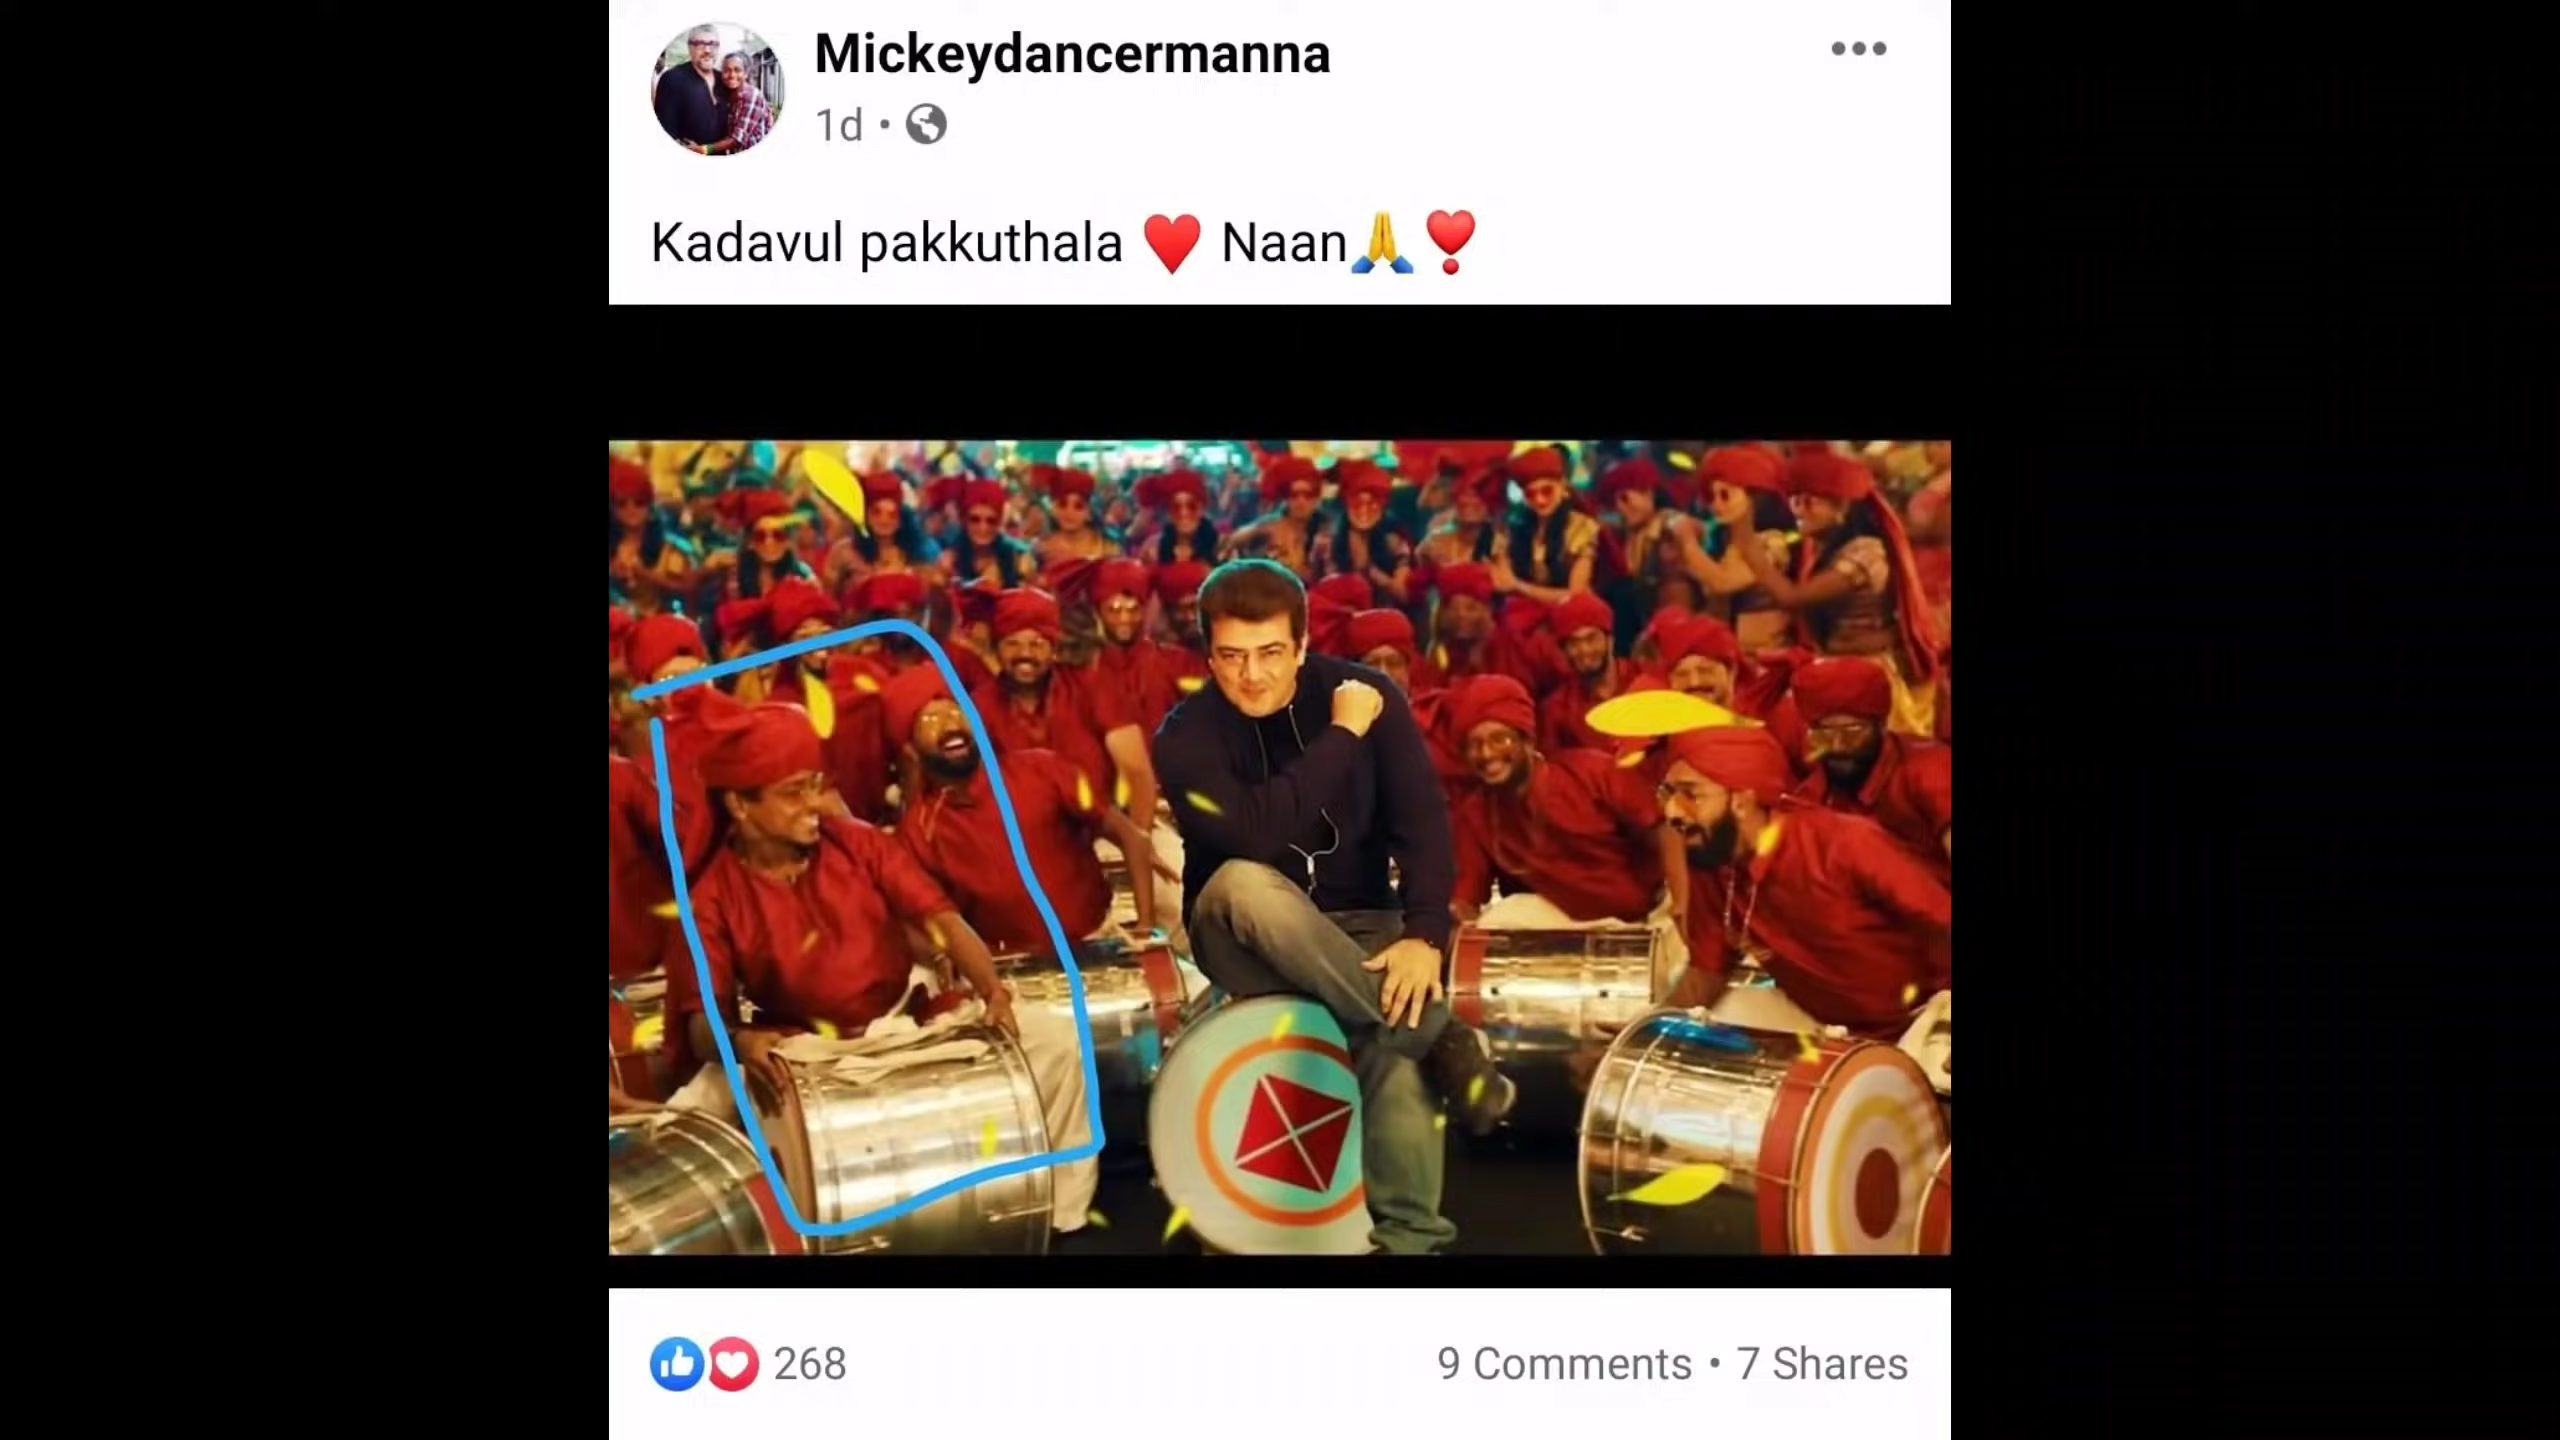 Mickeydancermanna
1d •
Kadavul pakkuthala ♥️ Naan🙏❣️
268
9 Comments • 7 Shares